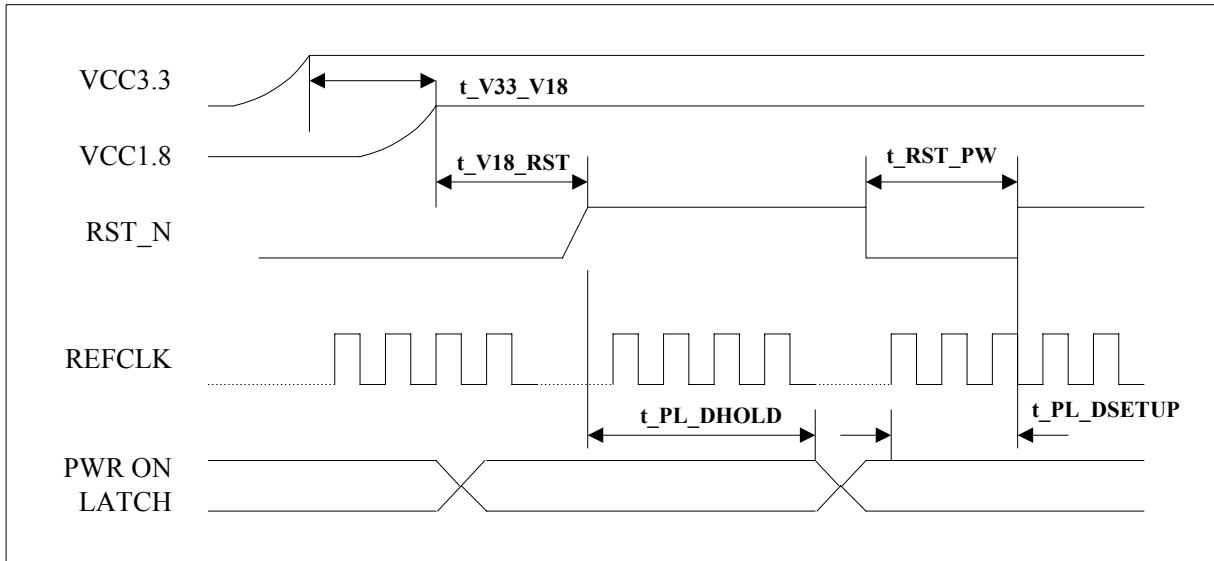 VCC3.3
t_V33_V18
VCC1.8
t_V18_RST
t_RST_PW
RST_N
REFCLK
t_PL_DHOLD
t_PL_DSETUP
PWR ON
LATCH